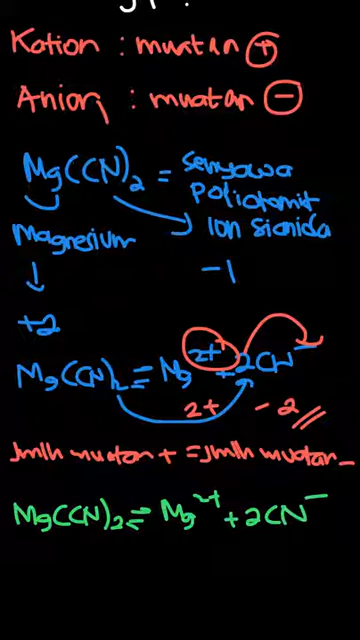 Kation : muatan (+)
Anion : muatan (−)
Mg(CN)₂ = Senyawa
Poliatomik
Magnesium
Ion Sianida
↓
−1
+2
Mg(CN)₂ ⇌ Mg²⁺ + 2CN⁻
2+ −2 //
Jmlh muatan + = Jmlh muatan −
Mg(CN)₂ ⇌ Mg²⁺ + 2CN⁻